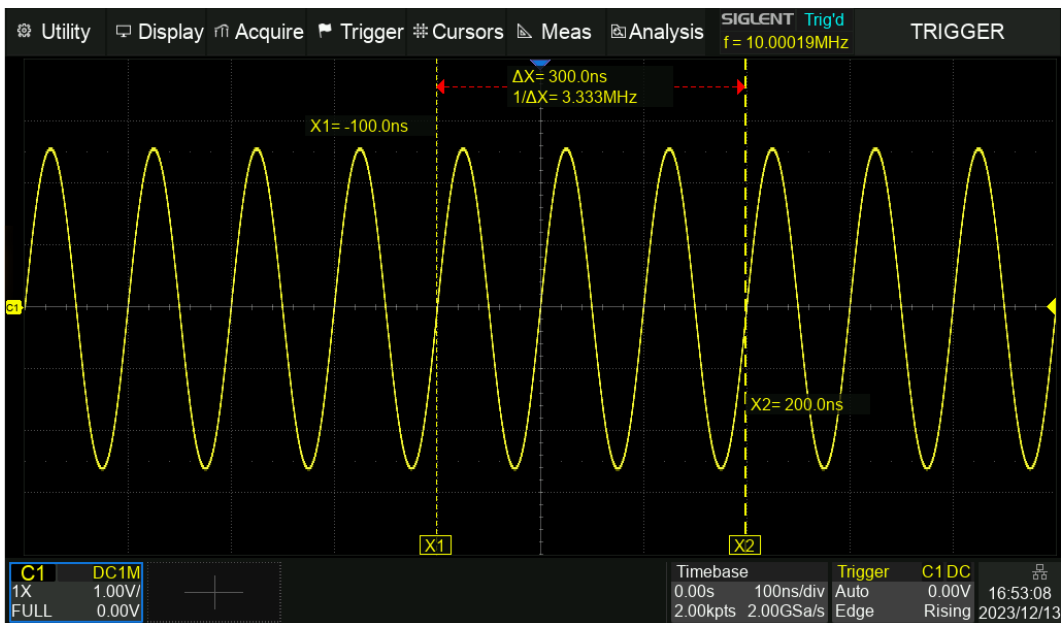 Utility Display Acquire Trigger Cursors Meas Analysis SIGLENT Trig'd TRIGGER
f = 10.00019MHz
ΔX= 300.0ns
1/ΔX= 3.333MHz
X1= -100.0ns
C1
X2= 200.0ns
X1 X2
C1 DC1M
1X 1.00V/
FULL 0.00V
Timebase
0.00s 100ns/div
2.00kpts 2.00GSa/s
Trigger C1 DC
Auto 0.00V
Edge Rising
16:53:08
2023/12/13